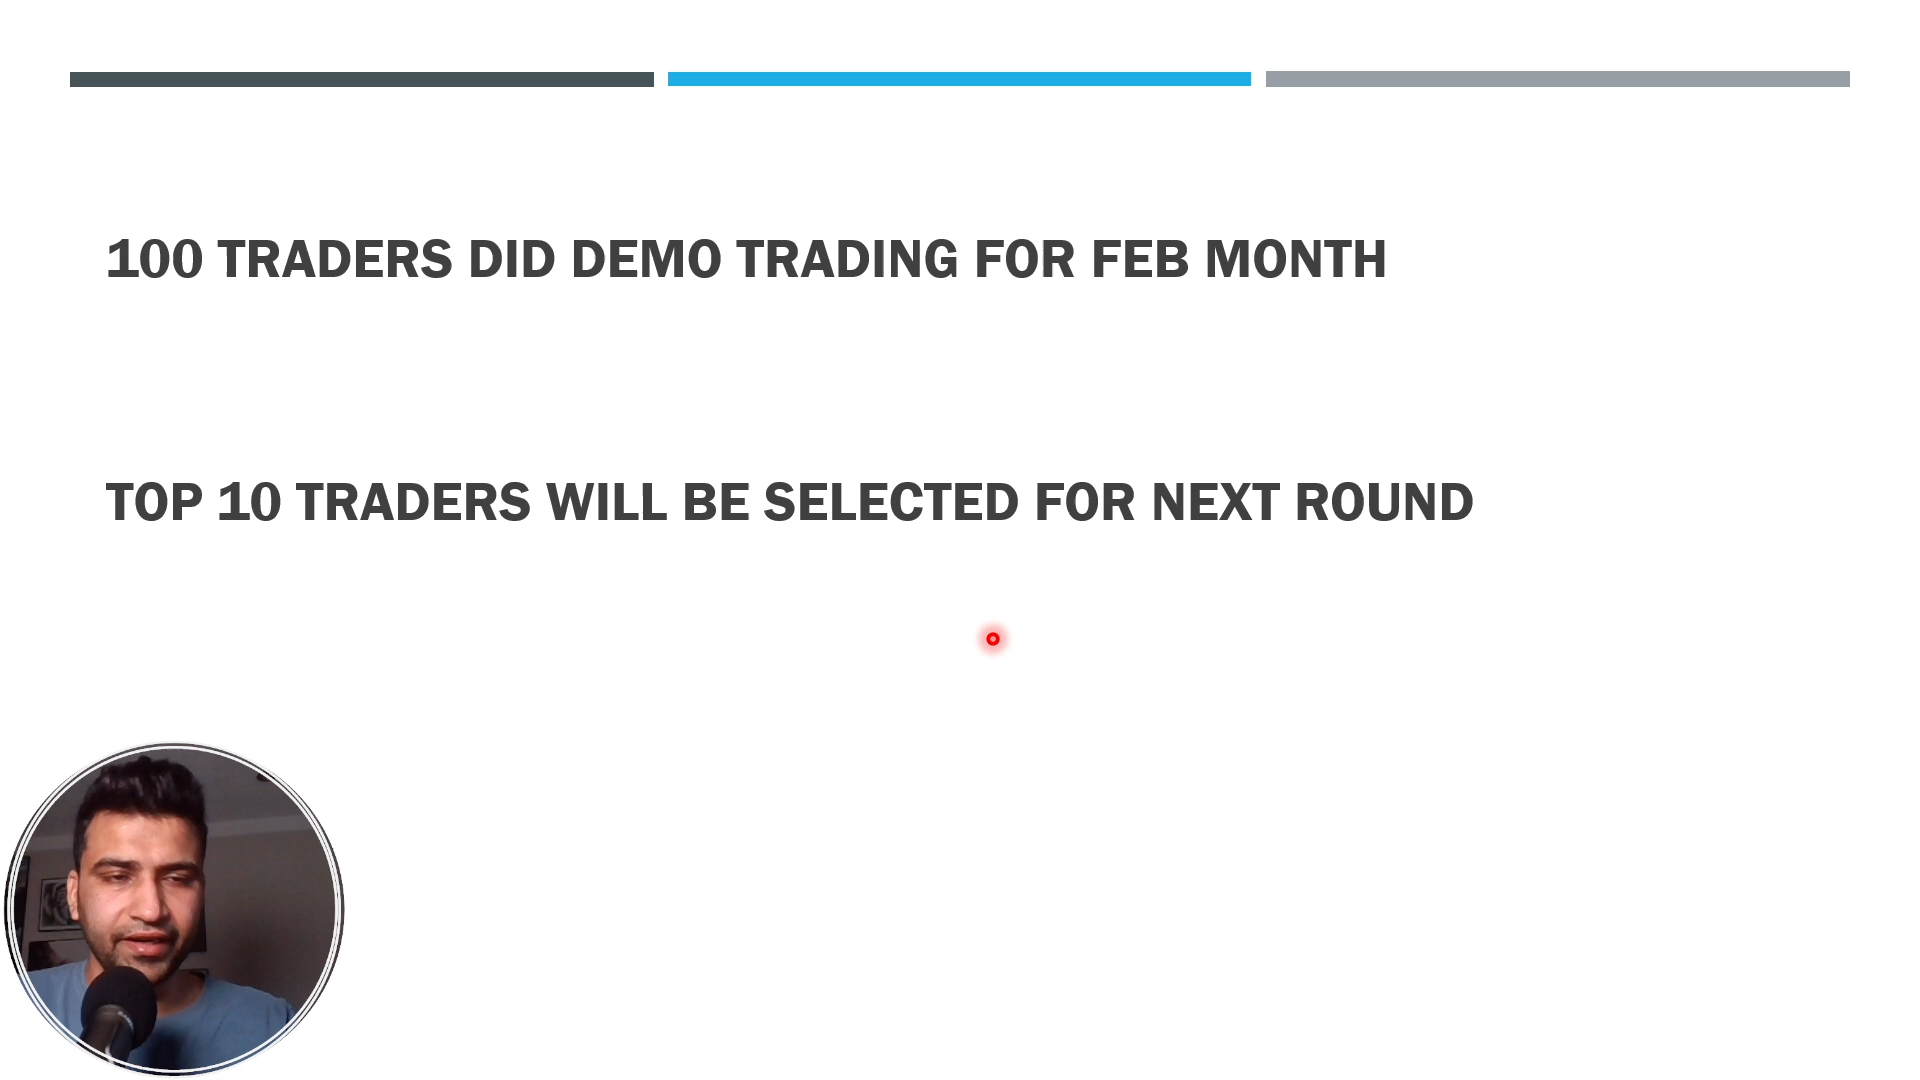 100 TRADERS DID DEMO TRADING FOR FEB MONTH
TOP 10 TRADERS WILL BE SELECTED FOR NEXT ROUND